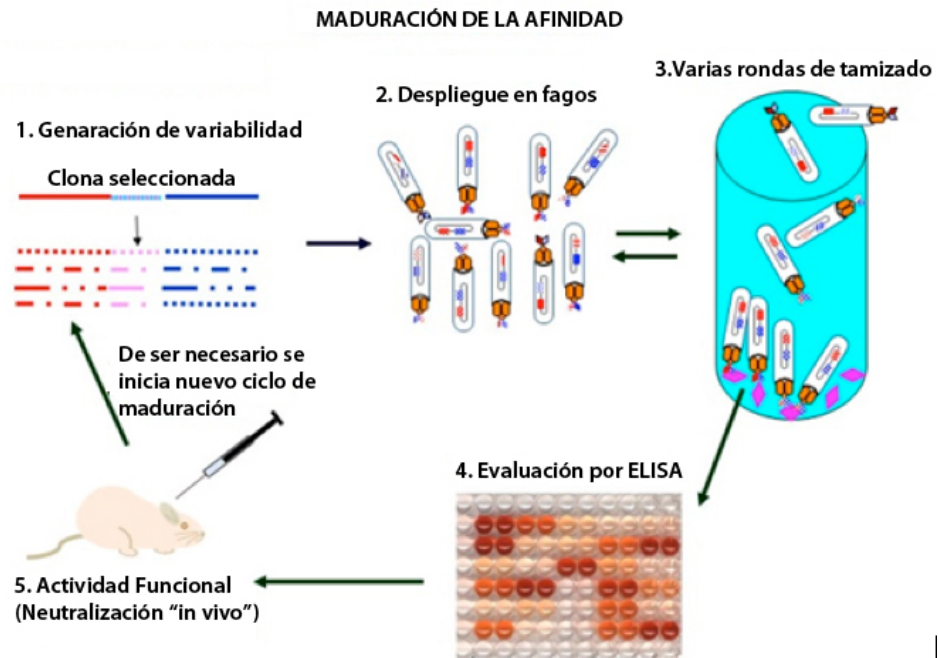 MADURACIÓN DE LA AFINIDAD
1. Genaración de variabilidad
Clona seleccionada
2. Despliegue en fagos
3.Varias rondas de tamizado
De ser necesario se
inicia nuevo ciclo de
maduración
4. Evaluación por ELISA
5. Actividad Funcional
(Neutralización “in vivo”)